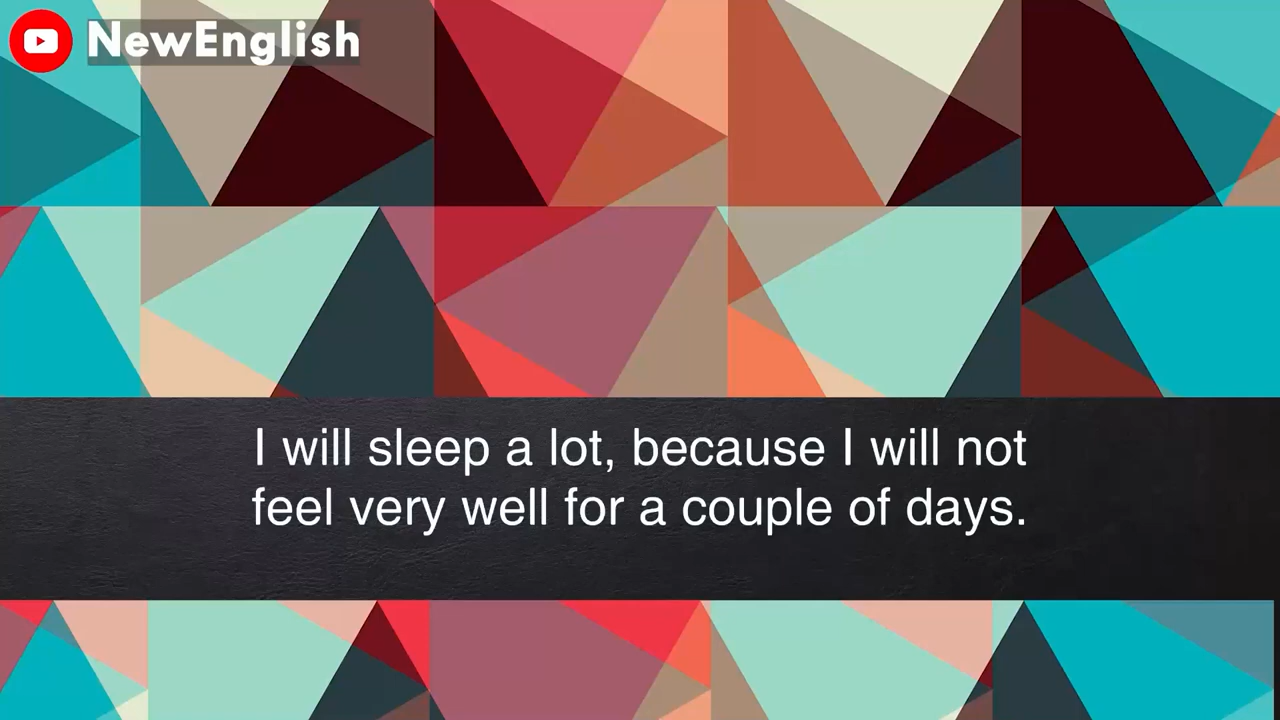 NewEnglish
I will sleep a lot, because I will not
feel very well for a couple of days.